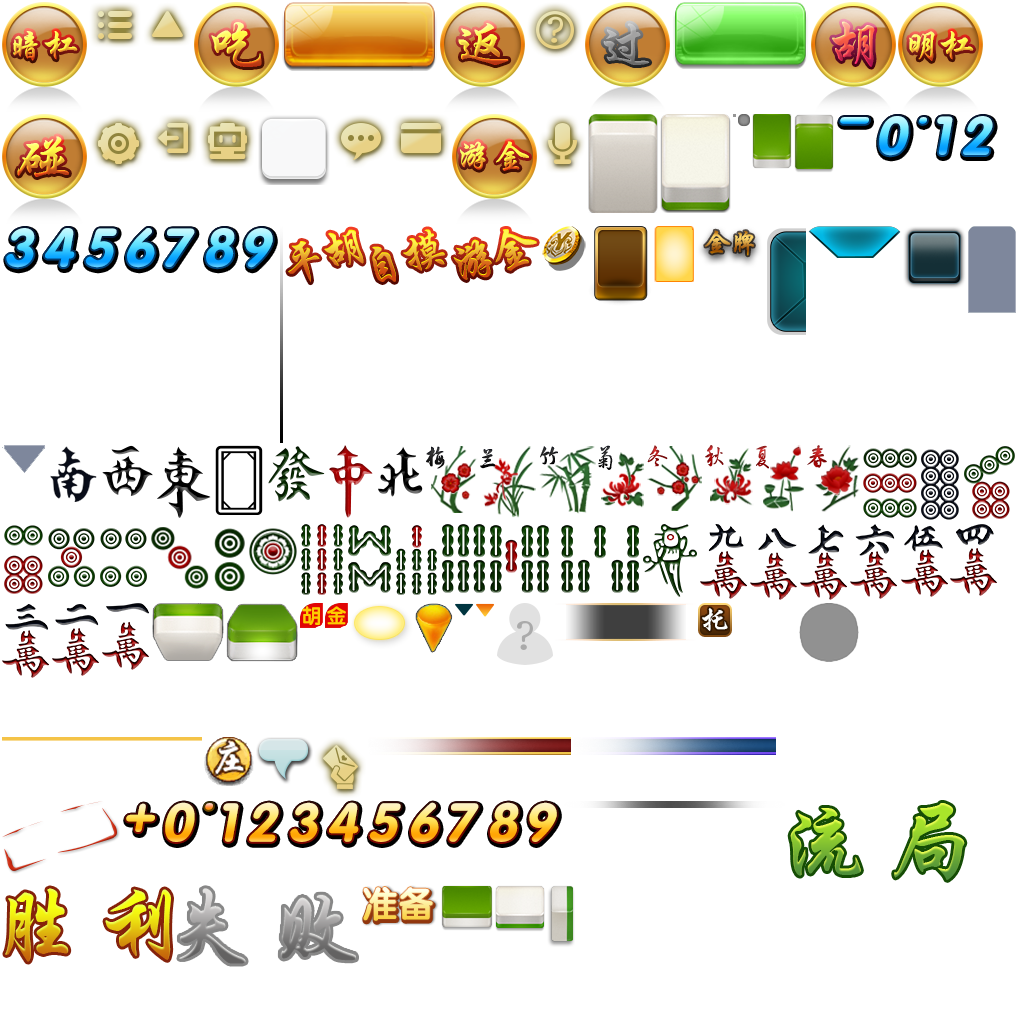 暗杠 吃 返 ? 过 胡 明杠
碰 游金 -0.12
3456789 平胡 自摸 游金 金牌
南 西 東 發 中 北 梅 兰 竹 菊 冬 秋 夏 春
九萬 八萬 七萬 六萬 伍萬 四萬
三萬 二萬 一萬 胡 金 ? 托
庄
+0.123456789 流局
胜利 失败 准备